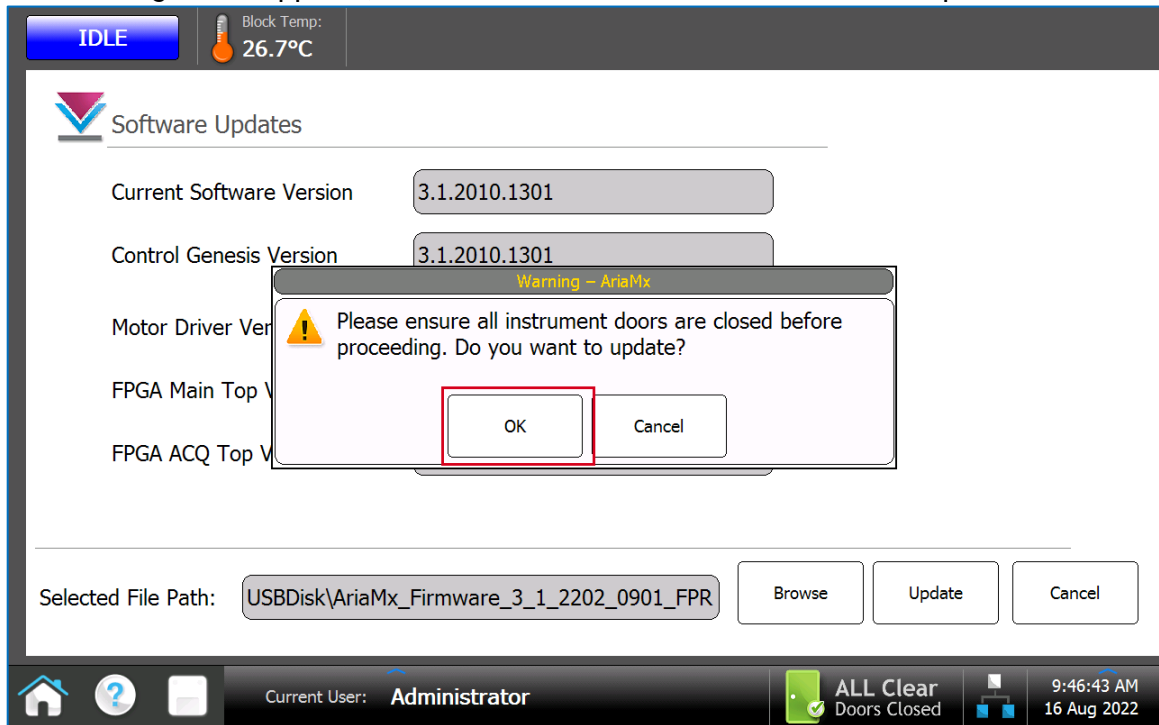 IDLE
Block Temp:
26.7°C
Software Updates
Current Software Version 3.1.2010.1301
Control Genesis Version 3.1.2010.1301
Warning – AriaMx
Please ensure all instrument doors are closed before
proceeding. Do you want to update?
Motor Driver Ver
FPGA Main Top V
OK Cancel
FPGA ACQ Top V
Selected File Path: USBDisk\AriaMx_Firmware_3_1_2202_0901_FPR Browse Update Cancel
Current User: Administrator
ALL Clear
Doors Closed
9:46:43 AM
16 Aug 2022